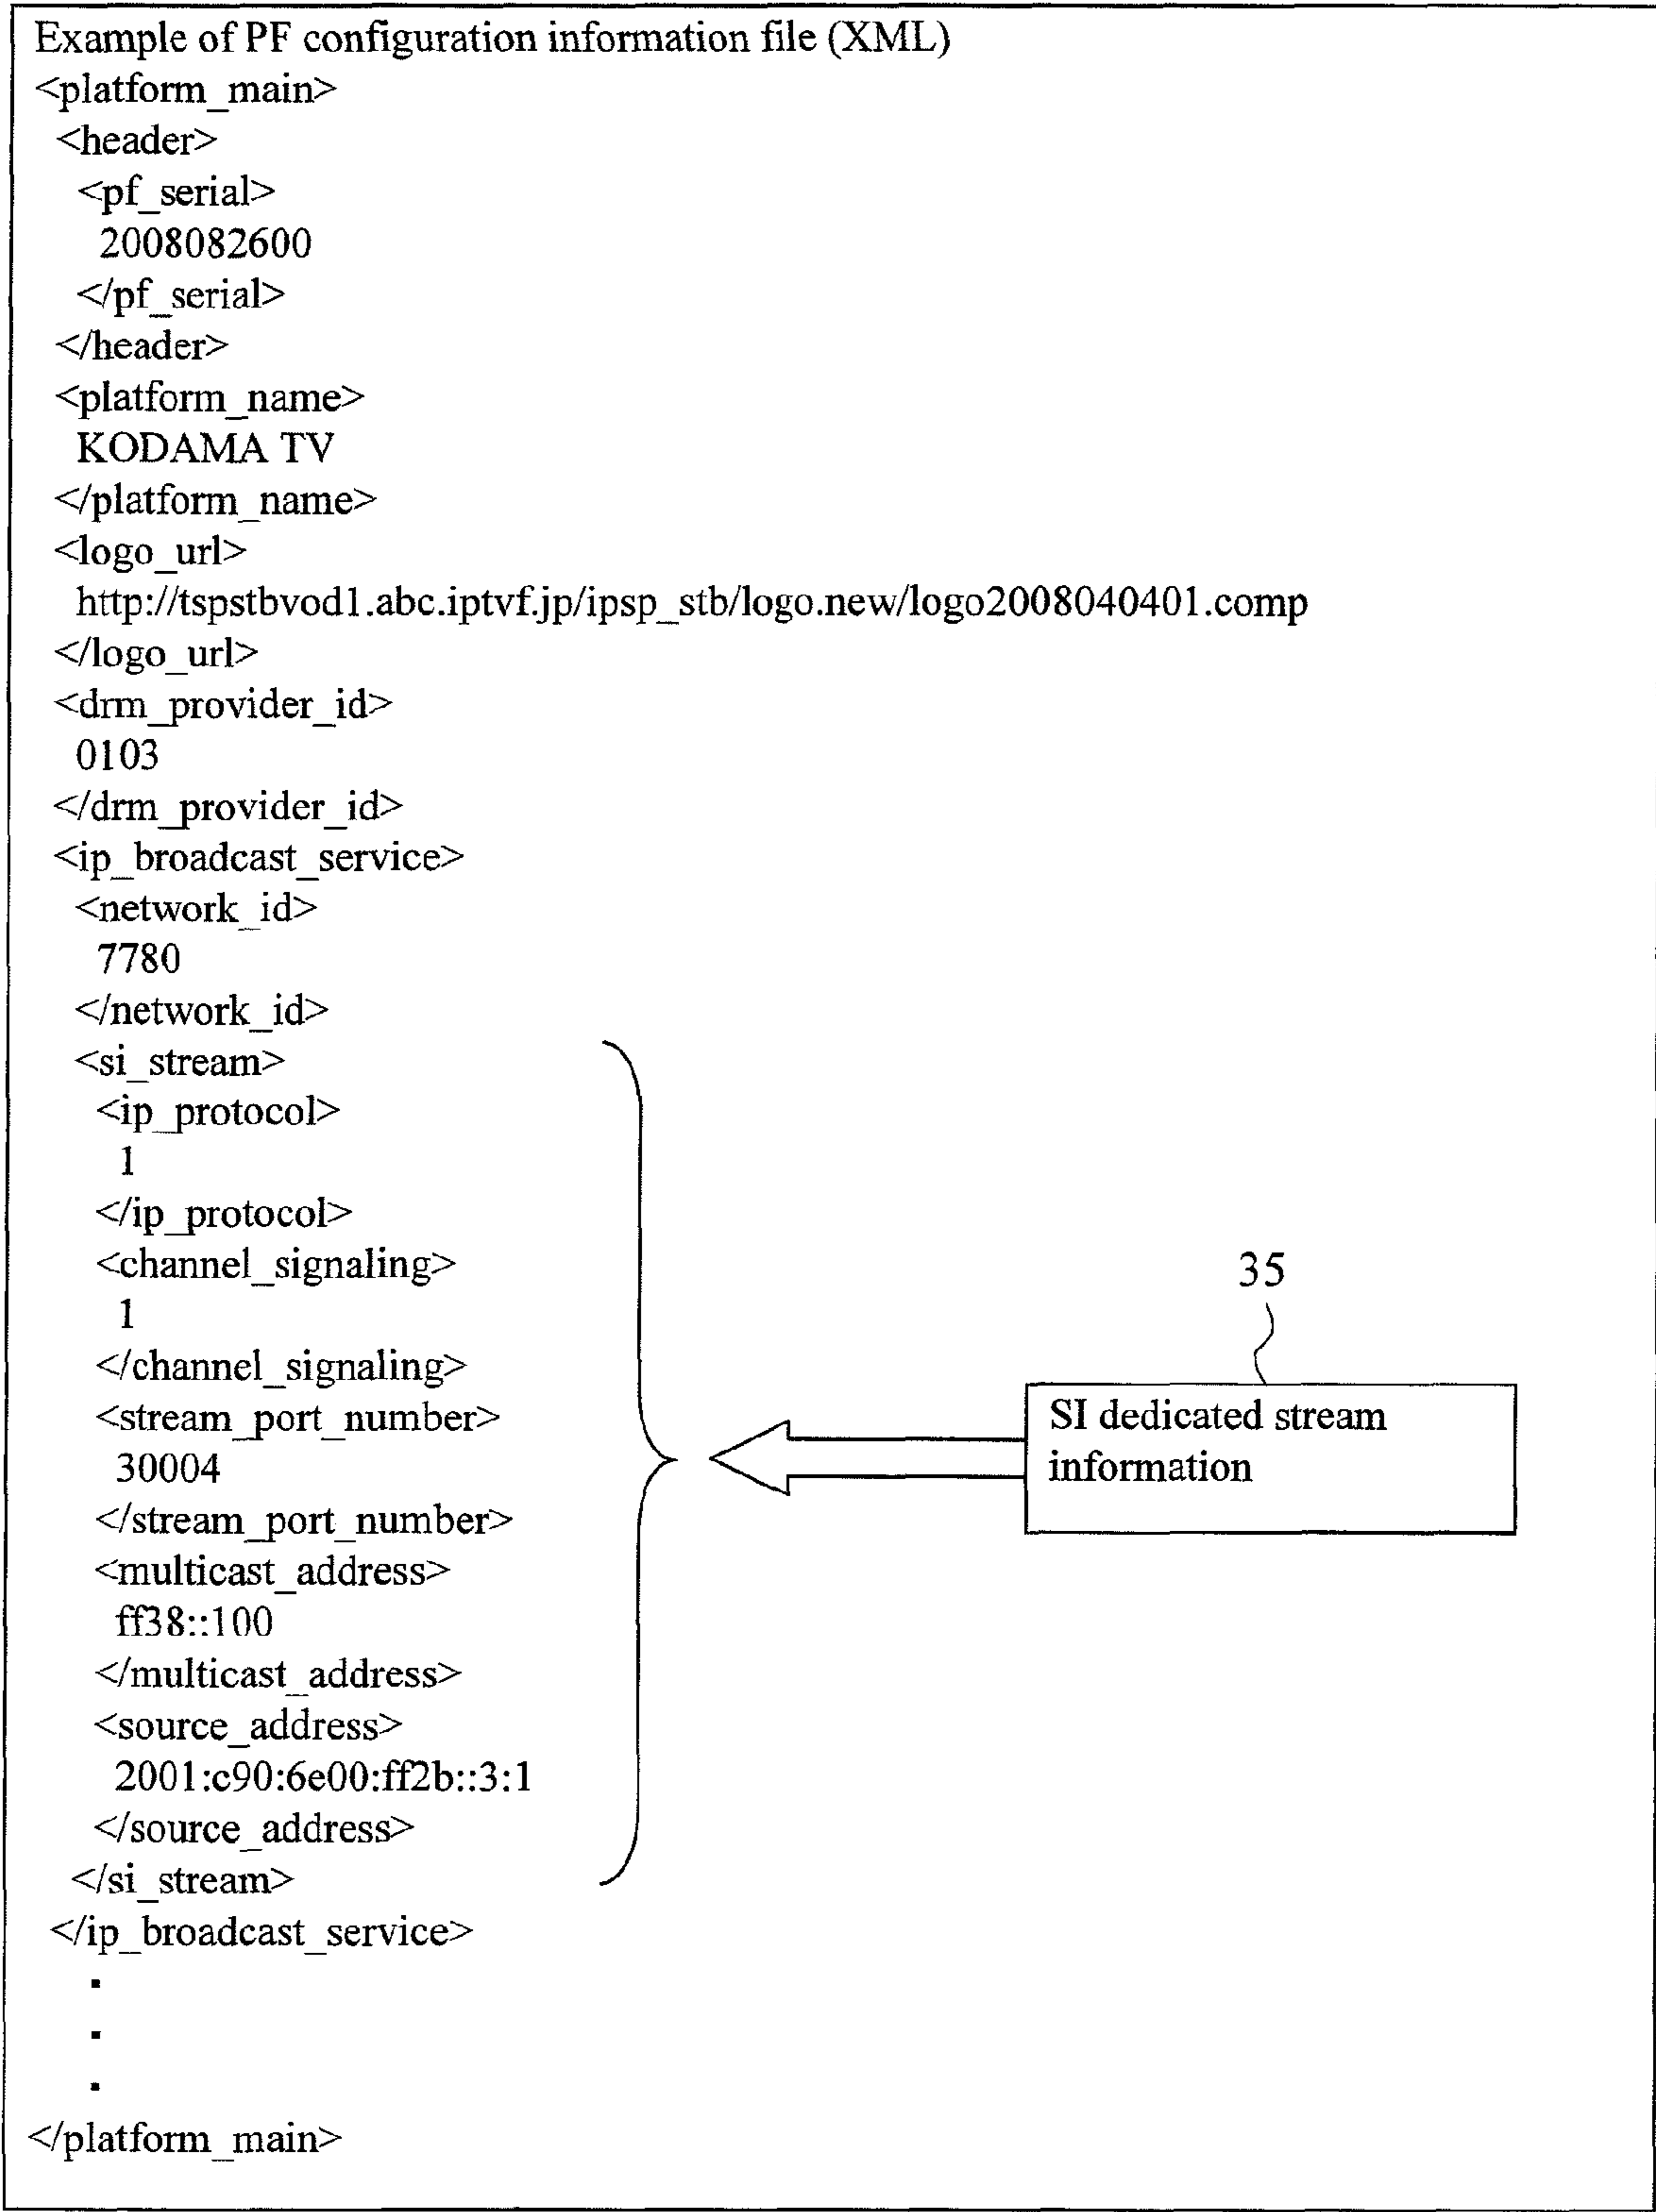 Example of PF configuration information file (XML)
<platform_main>
<header>
<pf_serial>
2008082600
</pf_serial>
</header>
<platform_name>
KODAMA TV
</platform_name>
<logo_url>
http://tspstbvod1.abc.iptvf.jp/ipsp_stb/logo.new/logo2008040401.comp
</logo_url>
<drm_provider_id>
0103
</drm_provider_id>
<ip_broadcast_service>
<network_id>
7780
</network_id>
<si_stream>
<ip_protocol>
1
</ip_protocol>
<channel_signaling>
1
</channel_signaling>
<stream_port_number>
30004
</stream_port_number>
<multicast_address>
ff38::100
</multicast_address>
<source_address>
2001:c90:6e00:ff2b::3:1
</source_address>
</si_stream>
</ip_broadcast_service>
.
.
.
</platform_main>
35
SI dedicated stream
information